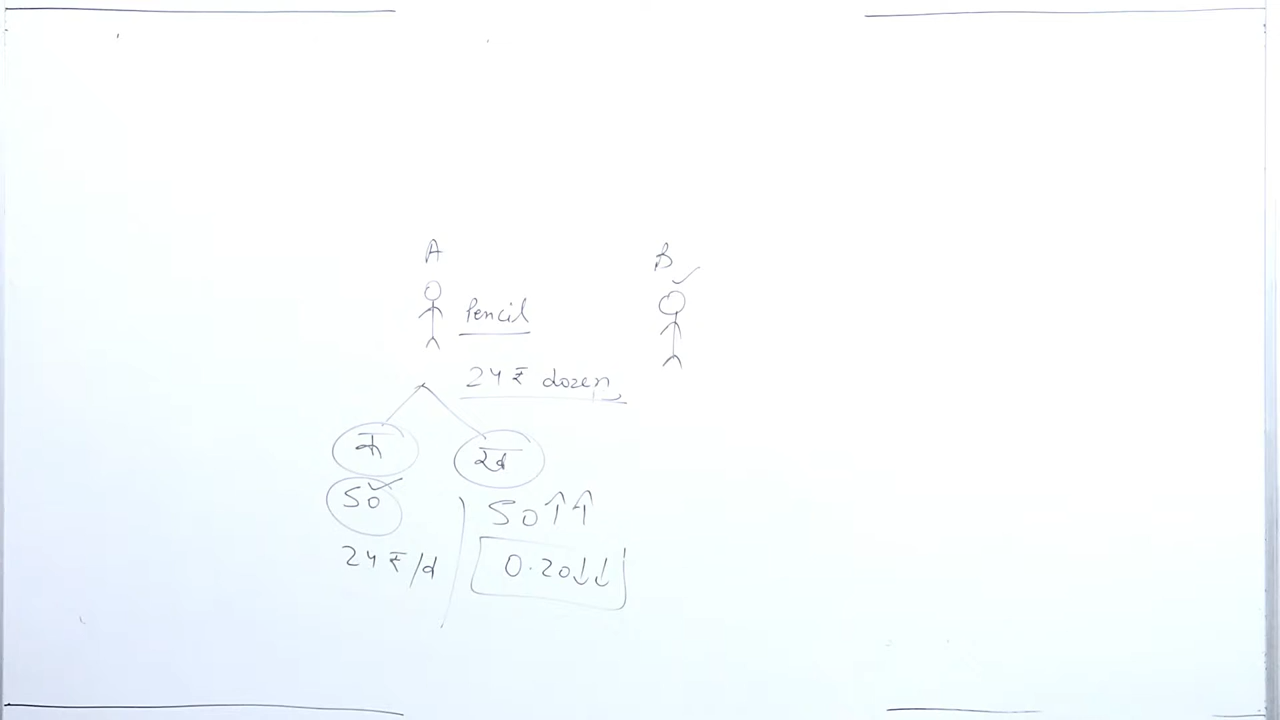 A B
Pencil
24 ₹ dozen
क ख
50 50 ↑↑
24 ₹/d 0.20 ↓↓